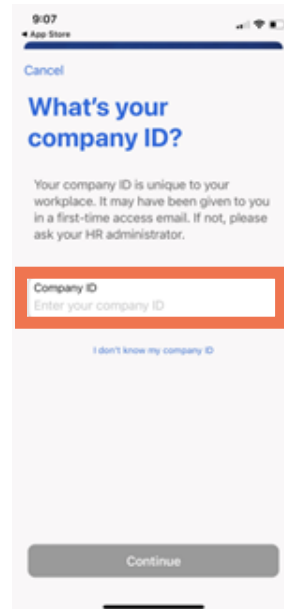 9:07
◀ App Store
Cancel
What's your
company ID?
Your company ID is unique to your
workplace. It may have been given to you
in a first-time access email. If not, please
ask your HR administrator.
Company ID
Enter your company ID
I don't know my company ID
Continue